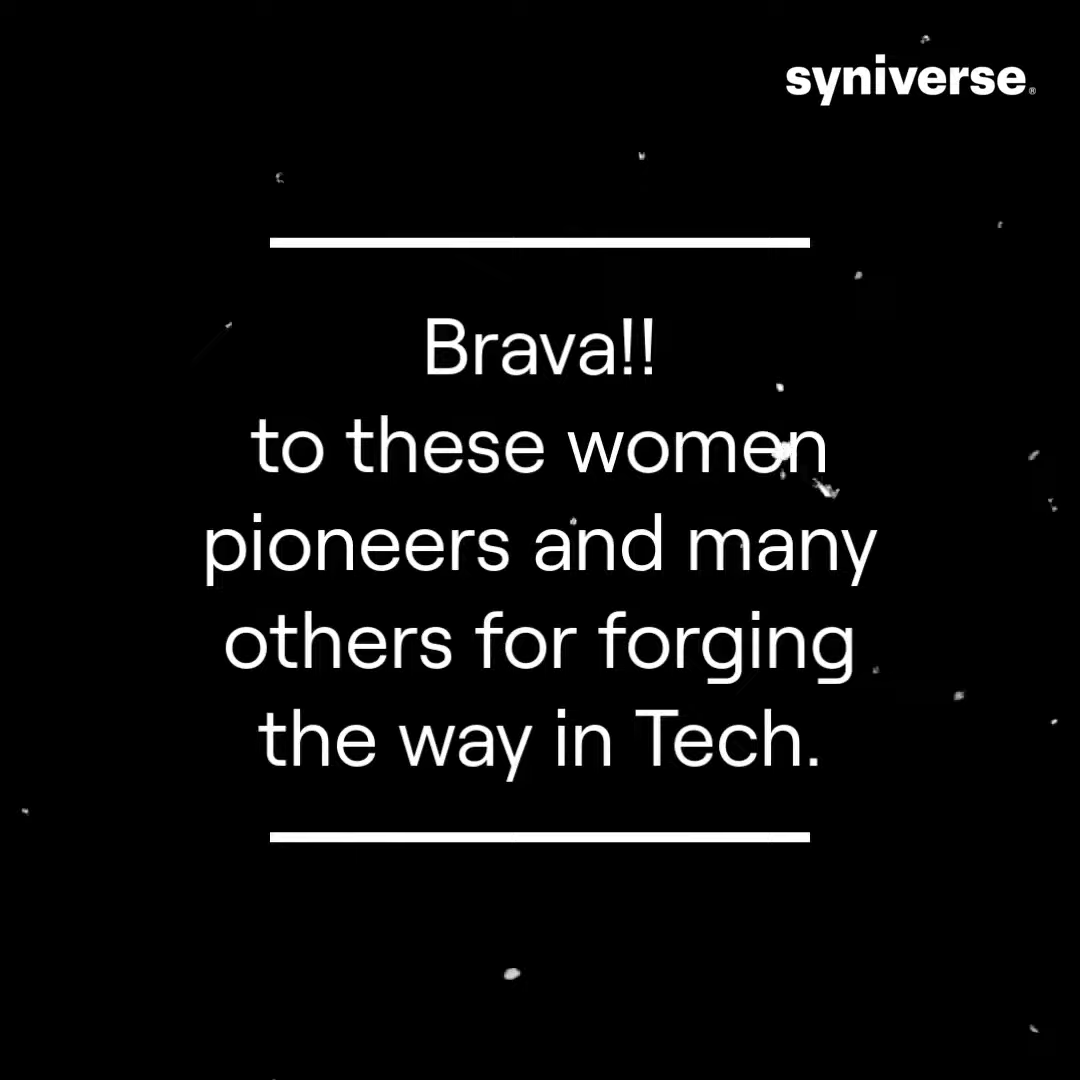 syniverse®
Brava!!
to these women
pioneers and many
others for forging
the way in Tech.